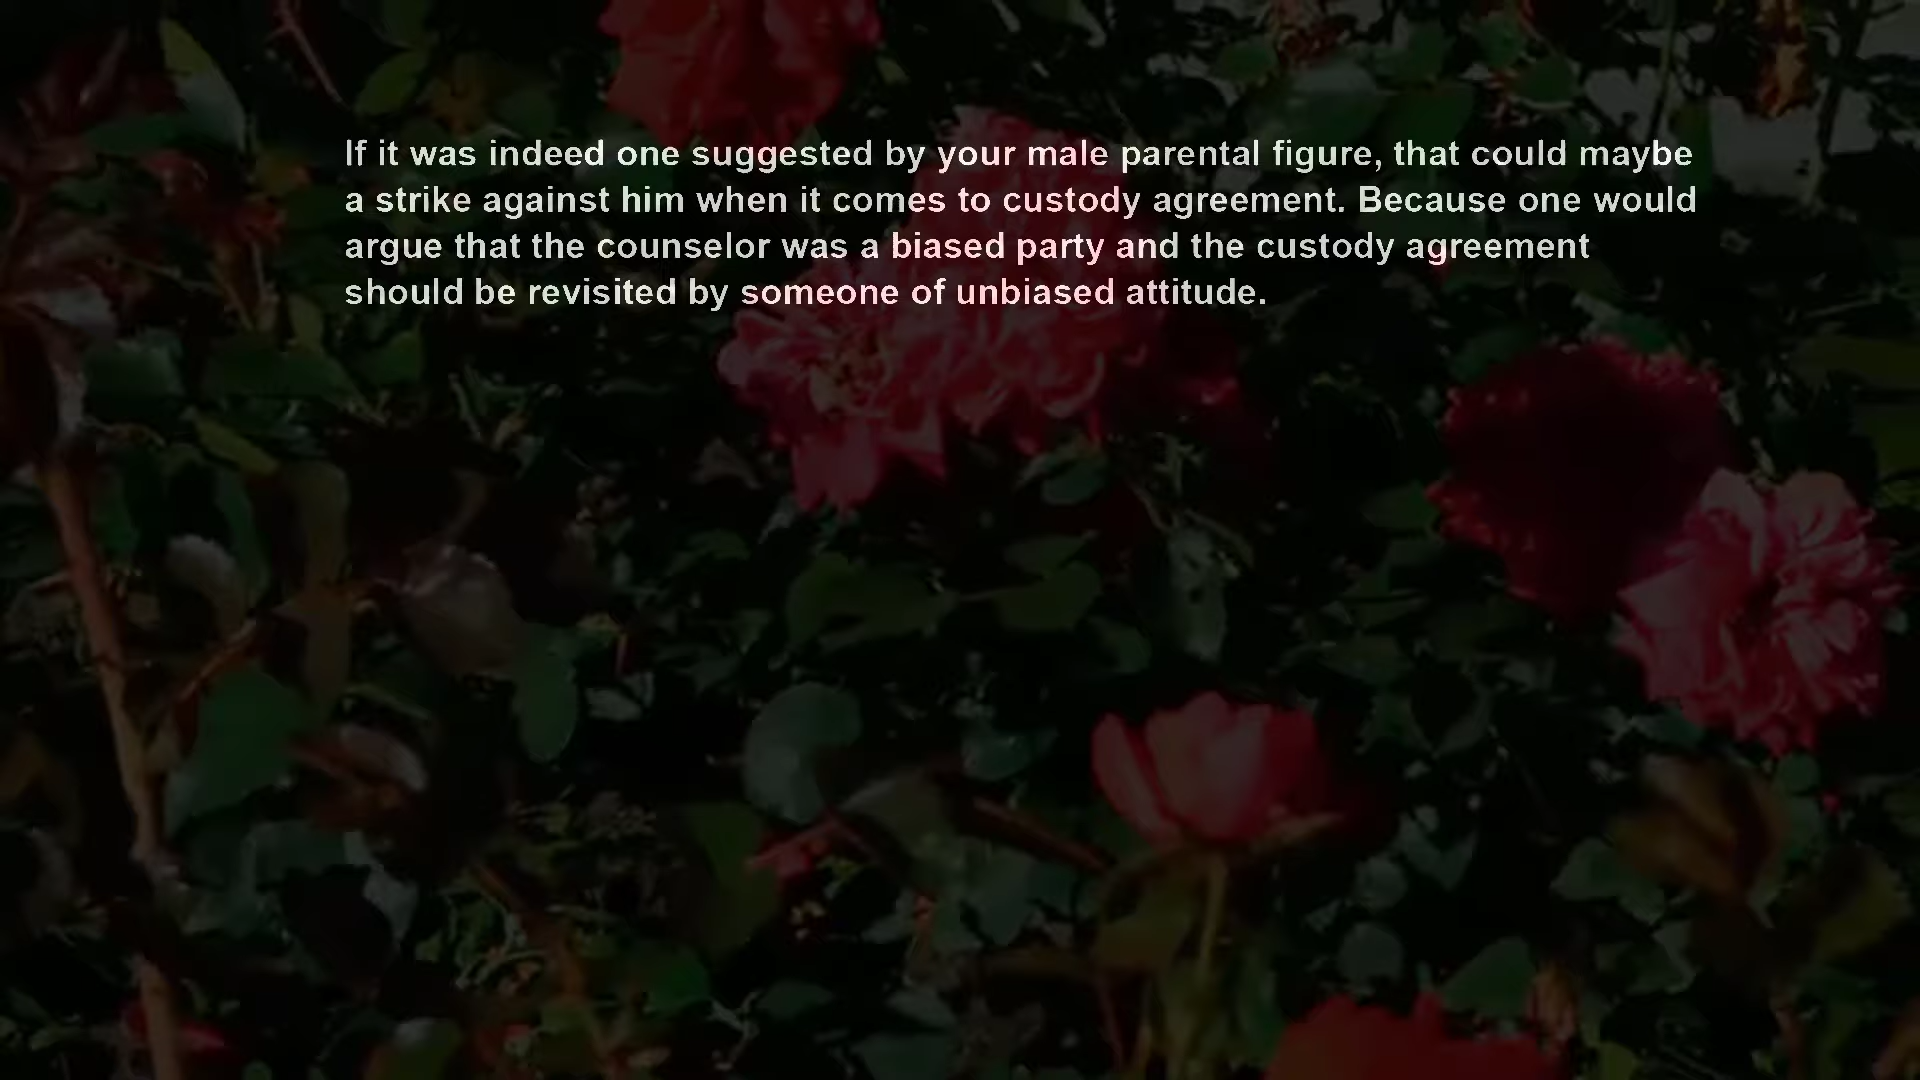 If it was indeed one suggested by your male parental figure, that could maybe
a strike against him when it comes to custody agreement. Because one would
argue that the counselor was a biased party and the custody agreement
should be revisited by someone of unbiased attitude.